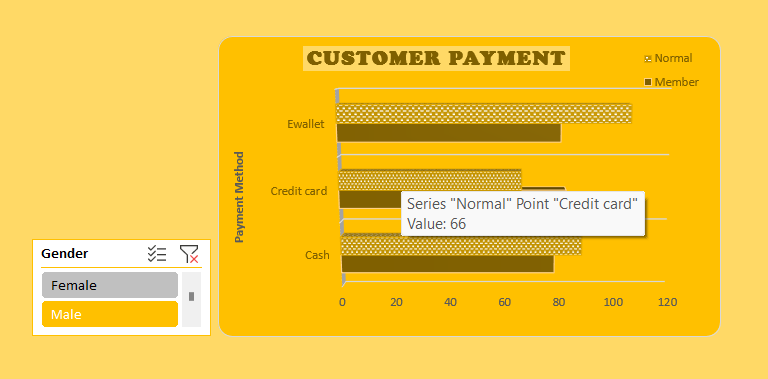 CUSTOMER PAYMENT
Normal
Member
Payment Method
Ewallet
Credit card
Cash
Series "Normal" Point "Credit card"
Value: 66
0 20 40 60 80 100 120
Gender
Female
Male